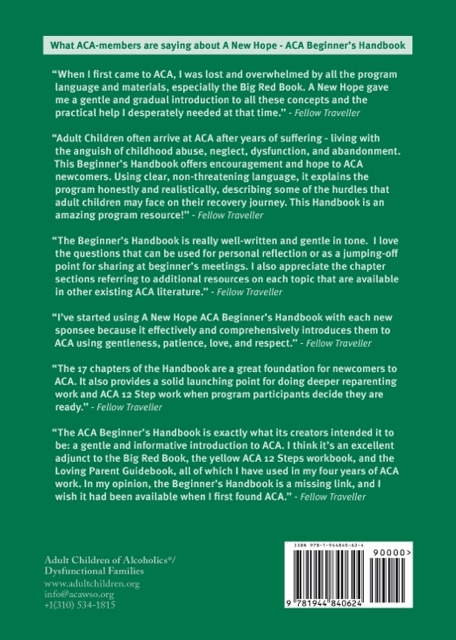 What ACA-members are saying about A New Hope - ACA Beginner's Handbook
“When I first came to ACA, I was lost and overwhelmed by all the program
language and materials, especially the Big Red Book. A New Hope gave
me a gentle and gradual introduction to all these concepts and the
practical help I desperately needed at that time.” - Fellow Traveller
“Adult Children often arrive at ACA after years of suffering - living with
the anguish of childhood abuse, neglect, dysfunction, and abandonment.
This Beginner's Handbook offers encouragement and hope to ACA
newcomers. Using clear, non-threatening language, it explains the
program honestly and realistically, describing some of the hurdles that
adult children may face on their recovery journey. This Handbook is an
amazing program resource!” - Fellow Traveller
“The Beginner's Handbook is really well-written and gentle in tone. I love
the questions that can be used for personal reflection or as a jumping-off
point for sharing at beginner's meetings. I also appreciate the chapter
sections referring to additional resources on each topic that are available
in other existing ACA literature.” - Fellow Traveller
“I've started using A New Hope ACA Beginner's Handbook with each new
sponsee because it effectively and comprehensively introduces them to
ACA using gentleness, patience, love, and respect.” - Fellow Traveller
“The 17 chapters of the Handbook are a great foundation for newcomers to
ACA. It also provides a solid launching point for doing deeper reparenting
work and ACA 12 Step work when program participants decide they are
ready.” - Fellow Traveller
“The ACA Beginner's Handbook is exactly what its creators intended it to
be: a gentle and informative introduction to ACA. I think it's an excellent
adjunct to the Big Red Book, the yellow ACA 12 Steps workbook, and the
Loving Parent Guidebook, all of which I have used in my four years of ACA
work. In my opinion, the Beginner's Handbook is a missing link, and I
wish it had been available when I first found ACA.” - Fellow Traveller
Adult Children of Alcoholics®/
Dysfunctional Families
www.adultchildren.org
info@acawso.org
+1(310) 534-1815
ISBN 978-1-944840-62-4
90000>
9 781944 840624